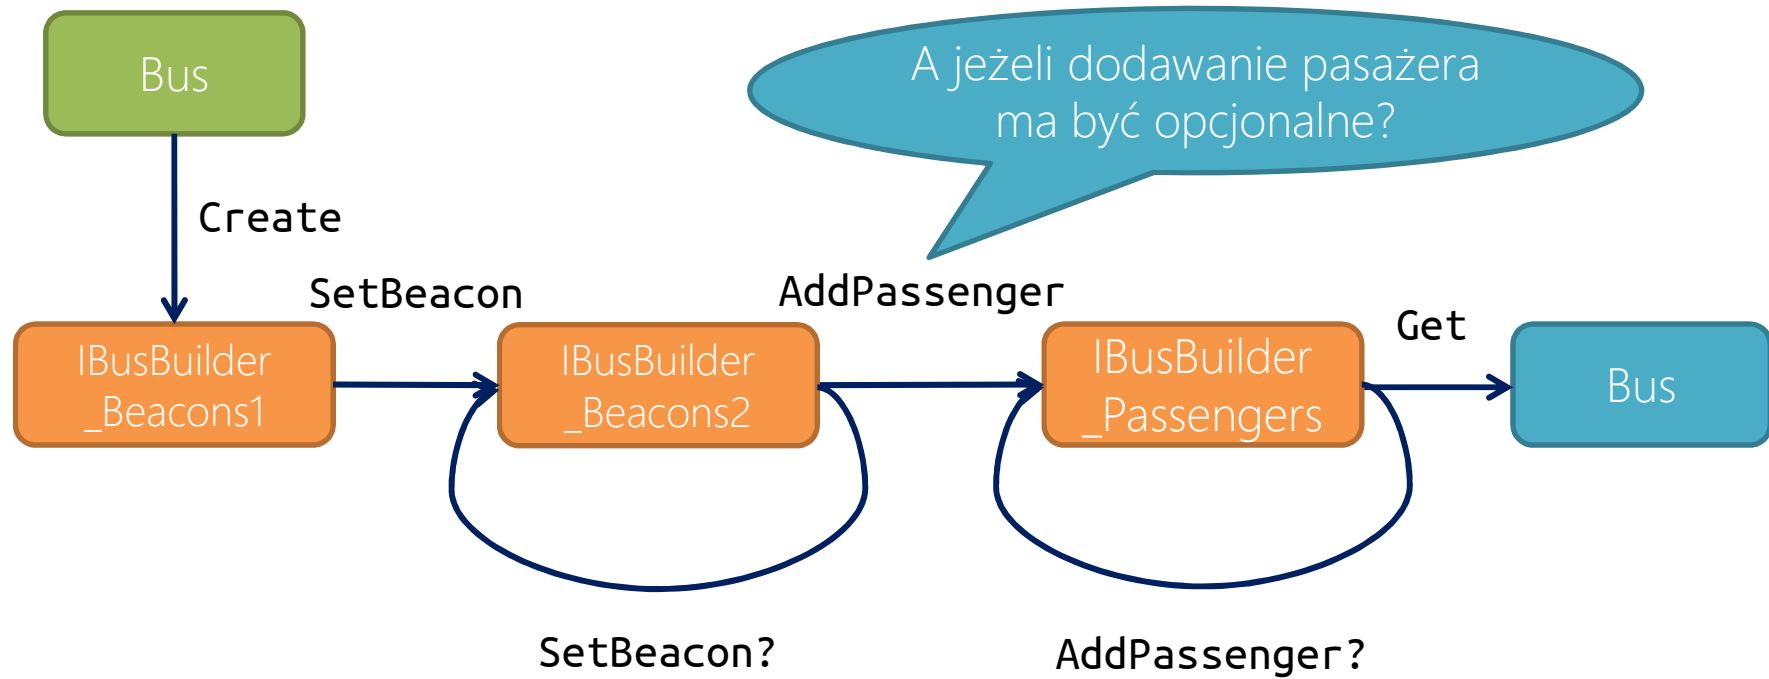 Bus
A jeżeli dodawanie pasażera
ma być opcjonalne?
Create
SetBeacon
AddPassenger
Get
IBusBuilder
_Beacons1
IBusBuilder
_Beacons2
IBusBuilder
_Passengers
Bus
SetBeacon?
AddPassenger?